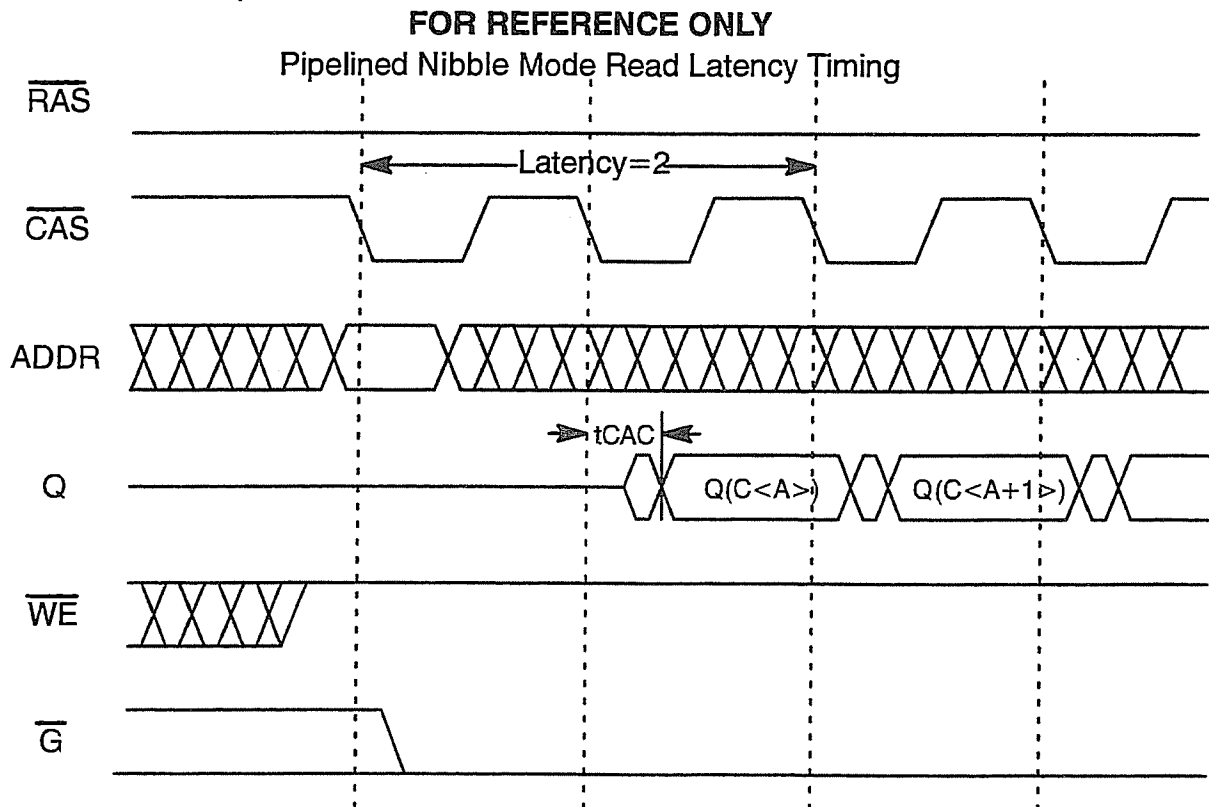 FOR REFERENCE ONLY
Pipelined Nibble Mode Read Latency Timing
RAS
Latency=2
CAS
ADDR
tCAC
Q
Q(C<A>)
Q(C<A+1>)
WE
G